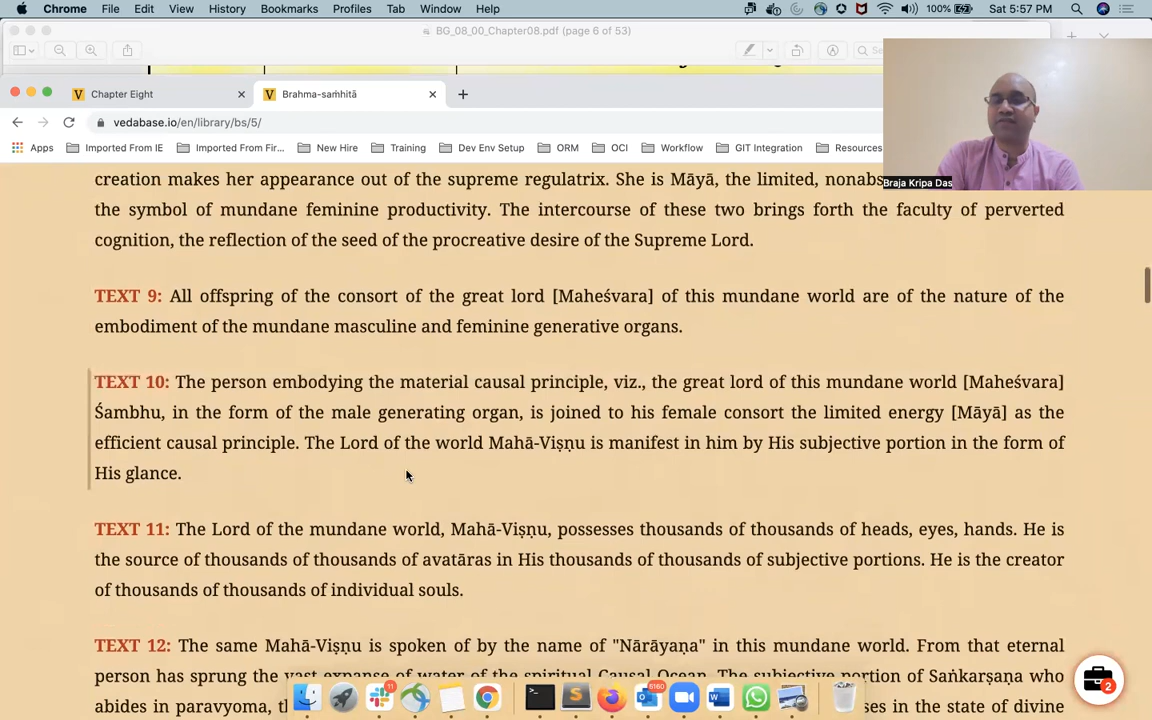 Chrome File Edit View History Bookmarks Profiles Tab Window Help 100% Sat 5:57 PM
BG_08_00_Chapter08.pdf (page 6 of 53)
Chapter Eight Brahma-saṁhitā
vedabase.io/en/library/bs/5/
Apps Imported From IE Imported From Fir... New Hire Training Dev Env Setup ORM OCI Workflow GIT Integration Resources
Braja Kripa Das
creation makes her appearance out of the supreme regulatrix. She is Māyā, the limited, nonabs
the symbol of mundane feminine productivity. The intercourse of these two brings forth the faculty of perverted
cognition, the reflection of the seed of the procreative desire of the Supreme Lord.
TEXT 9: All offspring of the consort of the great lord [Maheśvara] of this mundane world are of the nature of the
embodiment of the mundane masculine and feminine generative organs.
TEXT 10: The person embodying the material causal principle, viz., the great lord of this mundane world [Maheśvara]
Śambhu, in the form of the male generating organ, is joined to his female consort the limited energy [Māyā] as the
efficient causal principle. The Lord of the world Mahā-Viṣṇu is manifest in him by His subjective portion in the form of
His glance.
TEXT 11: The Lord of the mundane world, Mahā-Viṣṇu, possesses thousands of thousands of heads, eyes, hands. He is
the source of thousands of thousands of avatāras in His thousands of thousands of subjective portions. He is the creator
of thousands of thousands of individual souls.
TEXT 12: The same Mahā-Viṣṇu is spoken of by the name of "Nārāyaṇa" in this mundane world. From that eternal
person has sprung the vast expanse of water of the spiritual Causal Ocean. The subjective portion of Saṅkarṣaṇa who
abides in paravyoma, th ses in the state of divine
11
6160
2